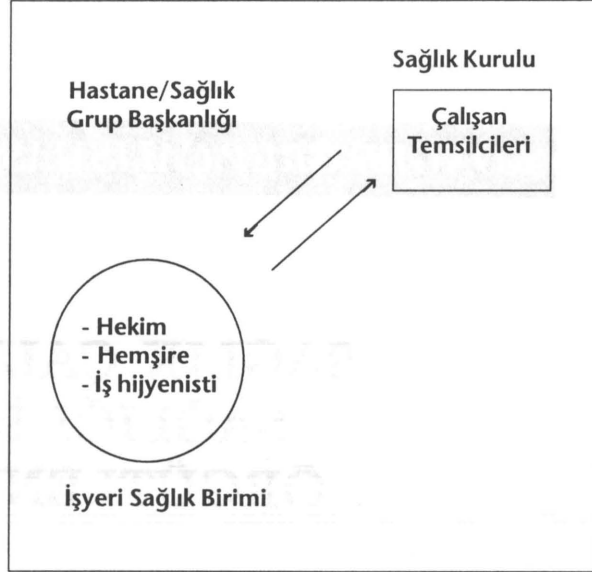 Sağlık Kurulu
Hastane/Sağlık
Grup Başkanlığı
Çalışan
Temsilcileri
- Hekim
- Hemşire
- İş hijyenisti
İşyeri Sağlık Birimi